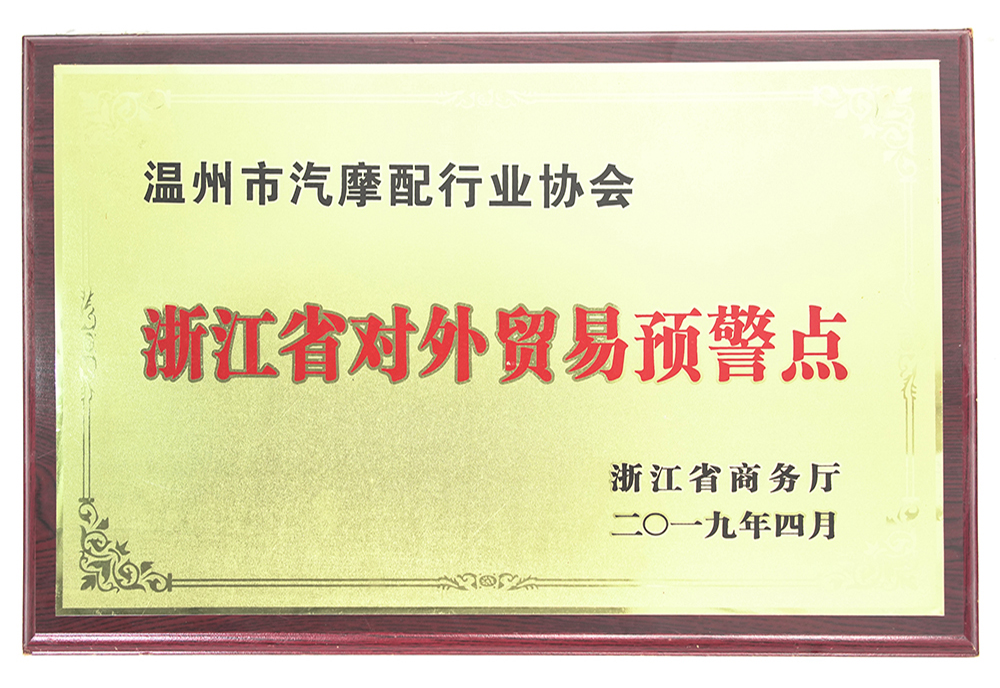 温州市汽摩配行业协会
浙江省对外贸易预警点
浙江省商务厅
二〇一九年四月